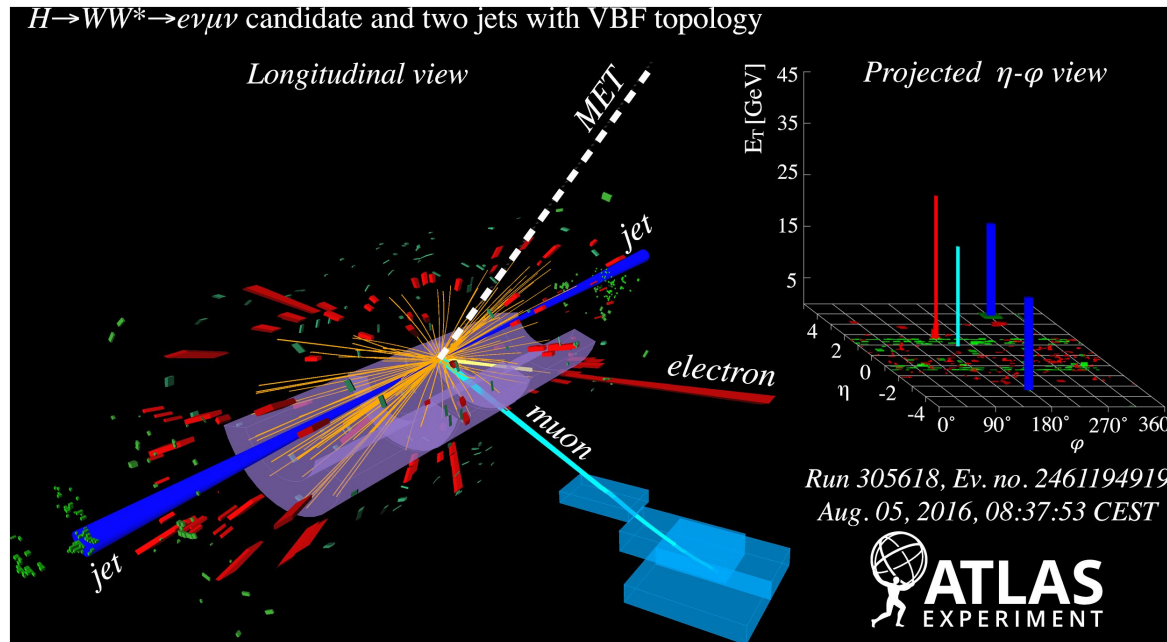 H→WW*→eνμν candidate and two jets with VBF topology
Longitudinal view
Projected η-φ view
MET
jet
electron
muon
jet
E_T [GeV]
45
35
25
15
5
4
2
0
-2
-4
η
0°
90°
180°
270°
360
φ
Run 305618, Ev. no. 2461194919
Aug. 05, 2016, 08:37:53 CEST
ATLAS
EXPERIMENT